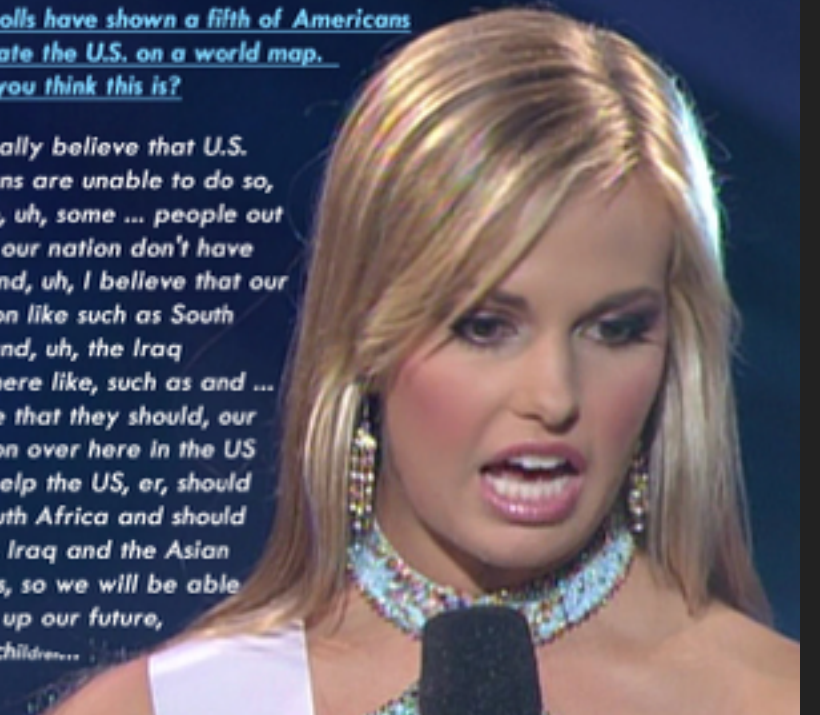 olls have shown a fifth of Americans
ate the U.S. on a world map.
you think this is?
ally believe that U.S.
ns are unable to do so,
, uh, some ... people out
our nation don't have
nd, uh, I believe that our
on like such as South
nd, uh, the Iraq
here like, such as and ...
e that they should, our
on over here in the US
elp the US, er, should
uth Africa and should
Iraq and the Asian
s, so we will be able
up our future,
children...